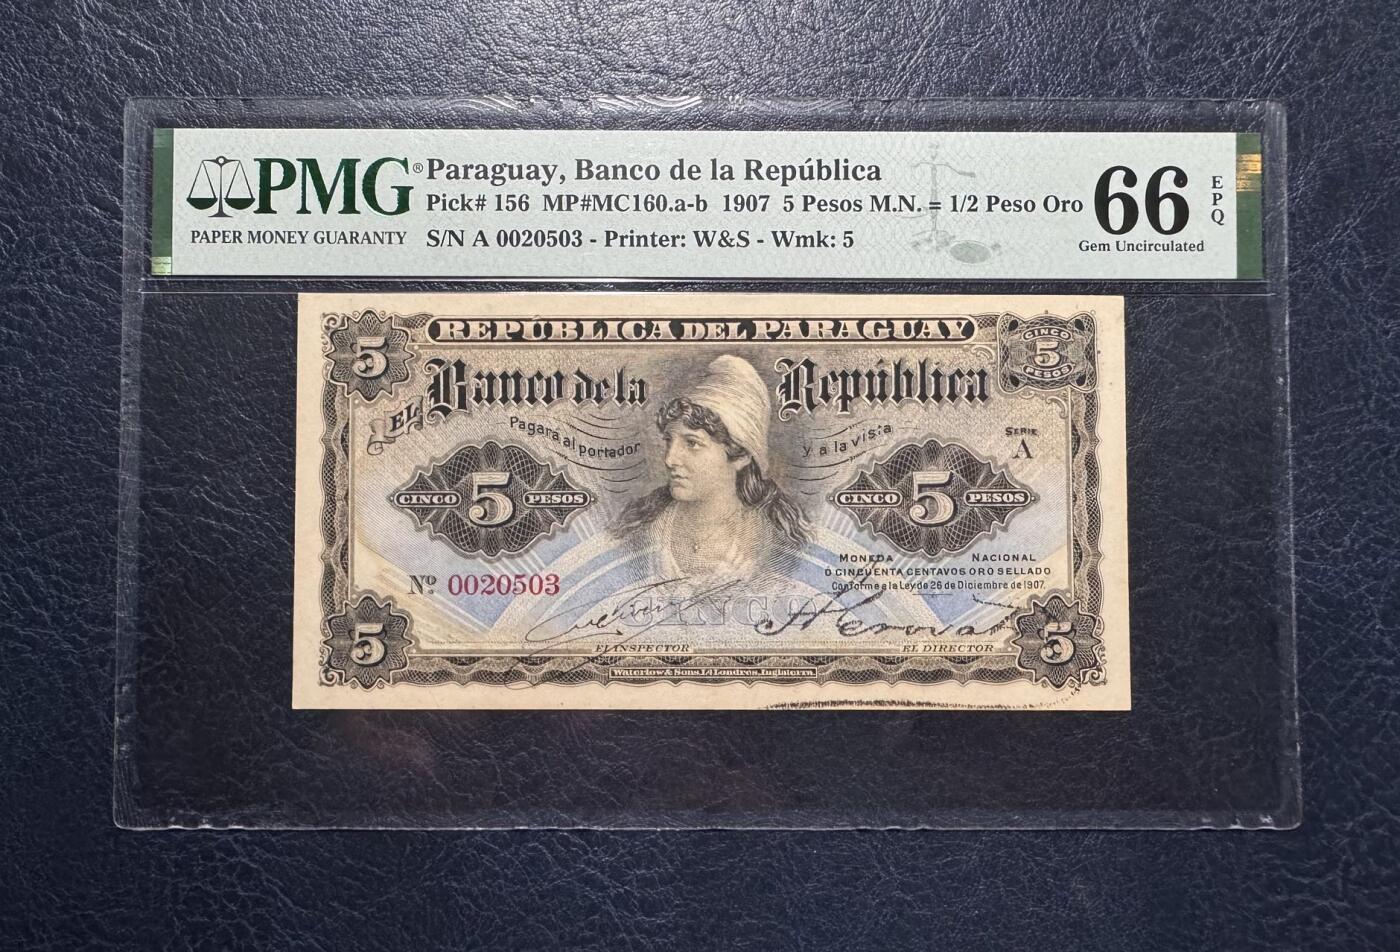 PMG® Paraguay, Banco de la República
Pick# 156 MP#MC160.a-b 1907 5 Pesos M.N. = 1/2 Peso Oro
PAPER MONEY GUARANTY S/N A 0020503 - Printer: W&S - Wmk: 5
66
EPQ
Gem Uncirculated
REPÚBLICA DEL PARAGUAY
5
CINCO
5
PESOS
EL Banco de la República
Pagará al portador y a la vista
SERIE
A
CINCO 5 PESOS
CINCO 5 PESOS
MONEDA NACIONAL
Ó CINCUENTA CENTAVOS ORO SELLADO
Conforme a la Ley de 26 de Diciembre de 1907.
Nº 0020503
CINCO
5
EL INSPECTOR
EL DIRECTOR
5
Waterlow & Sons, Ld Londres, Inglaterra.